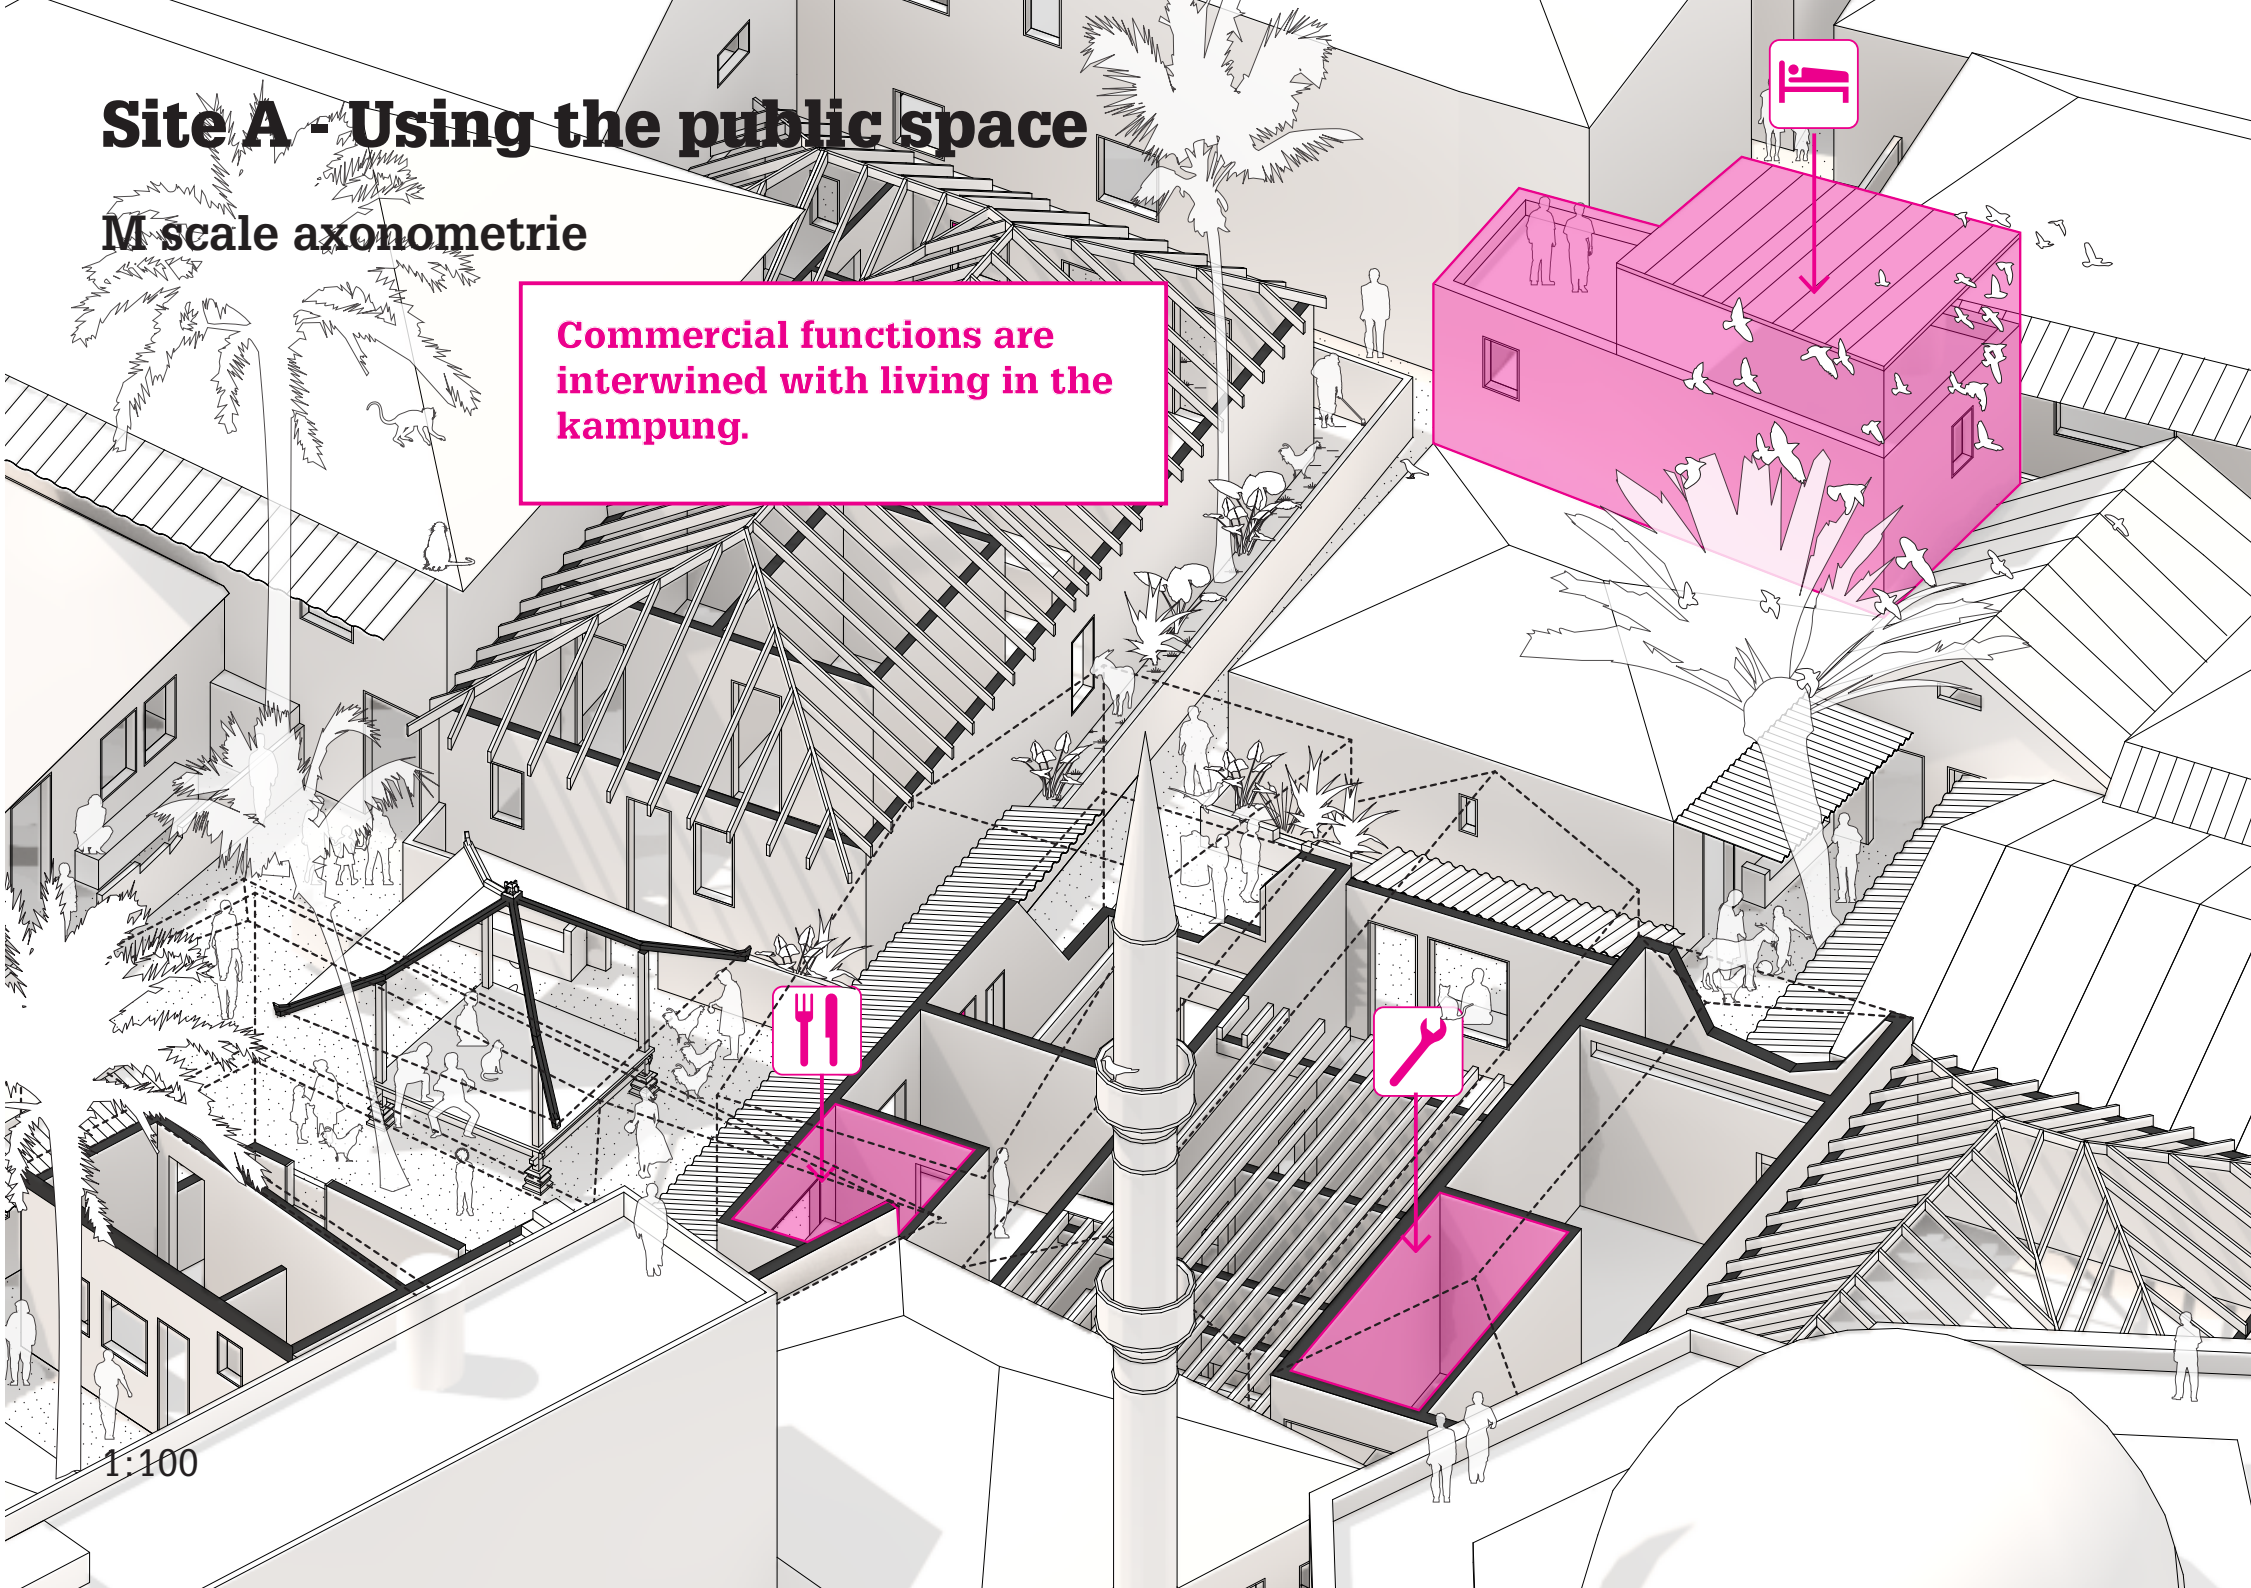 Site A - Using the public space
M scale axonometrie
Commercial functions are
interwined with living in the
kampung.
1:100